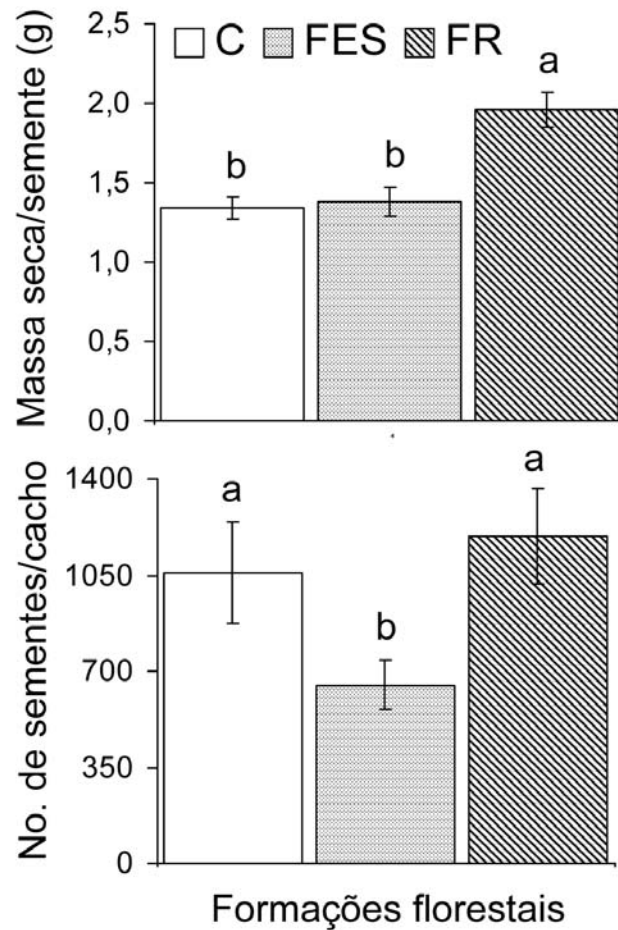 Massa seca/semente (g)
2,5
2,0
1,5
1,0
0,5
0,0
C FES FR
b
b
a
No. de sementes/cacho
1400
1050
700
350
0
a
b
a
Formações florestais